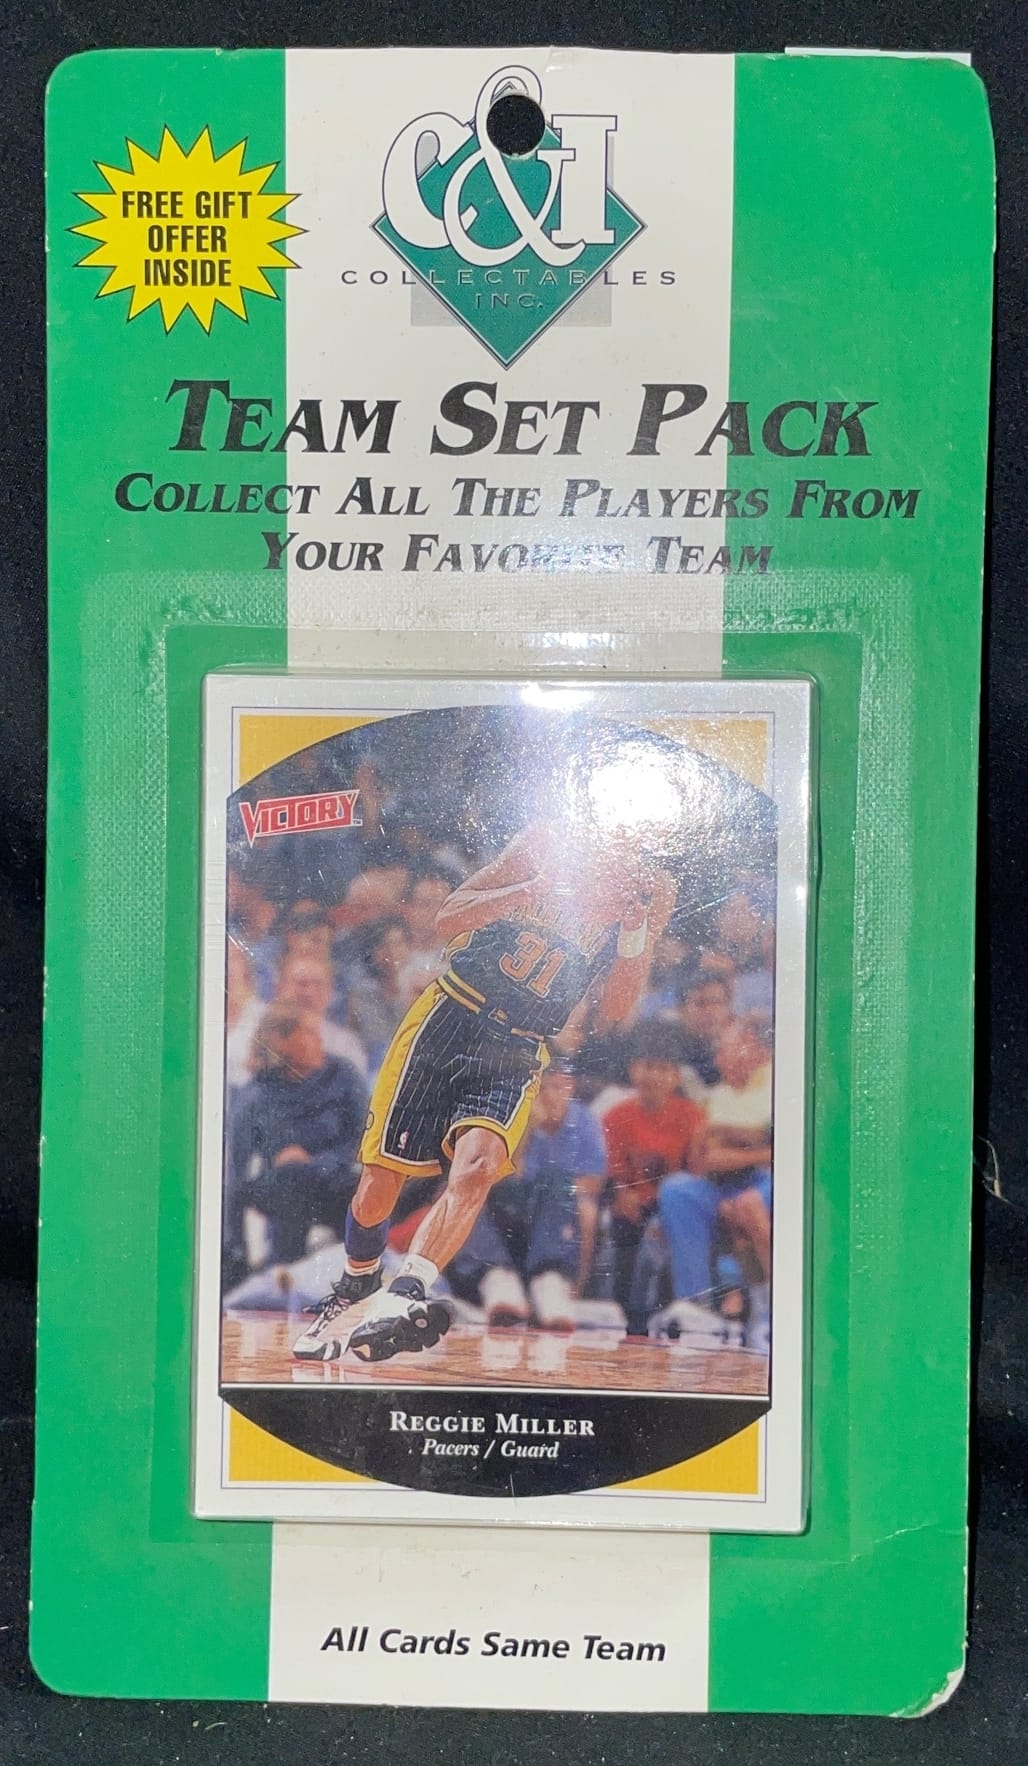 FREE GIFT
OFFER
INSIDE
C&I
COLLECTABLES
INC.
TEAM SET PACK
COLLECT ALL THE PLAYERS FROM
YOUR FAVORITE TEAM
VICTORY
31
REGGIE MILLER
Pacers / Guard
All Cards Same Team